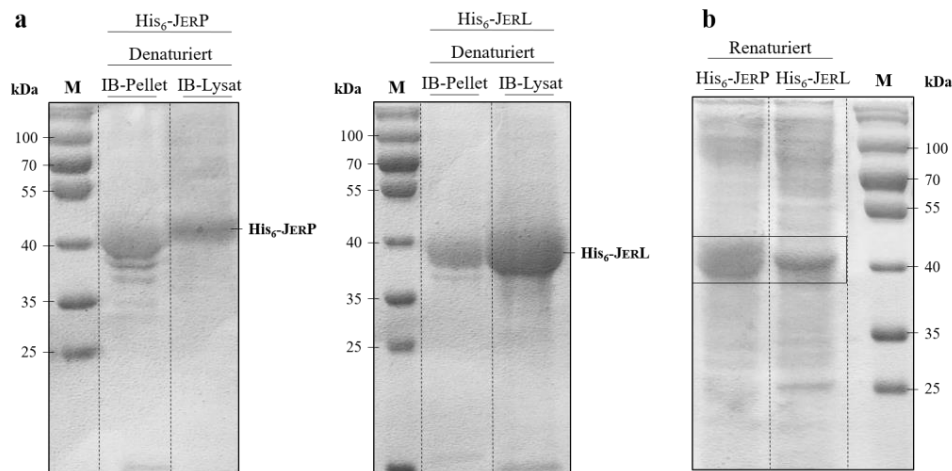 a
His₆-JERP
Denaturiert
kDa M IB-Pellet IB-Lysat
100
70
55
40
35
25
His₆-JERP
His₆-JERL
Denaturiert
kDa M IB-Pellet IB-Lysat
100
70
55
40
35
25
His₆-JERL
b
Renaturiert
His₆-JERP His₆-JERL M kDa
100
70
55
40
35
25